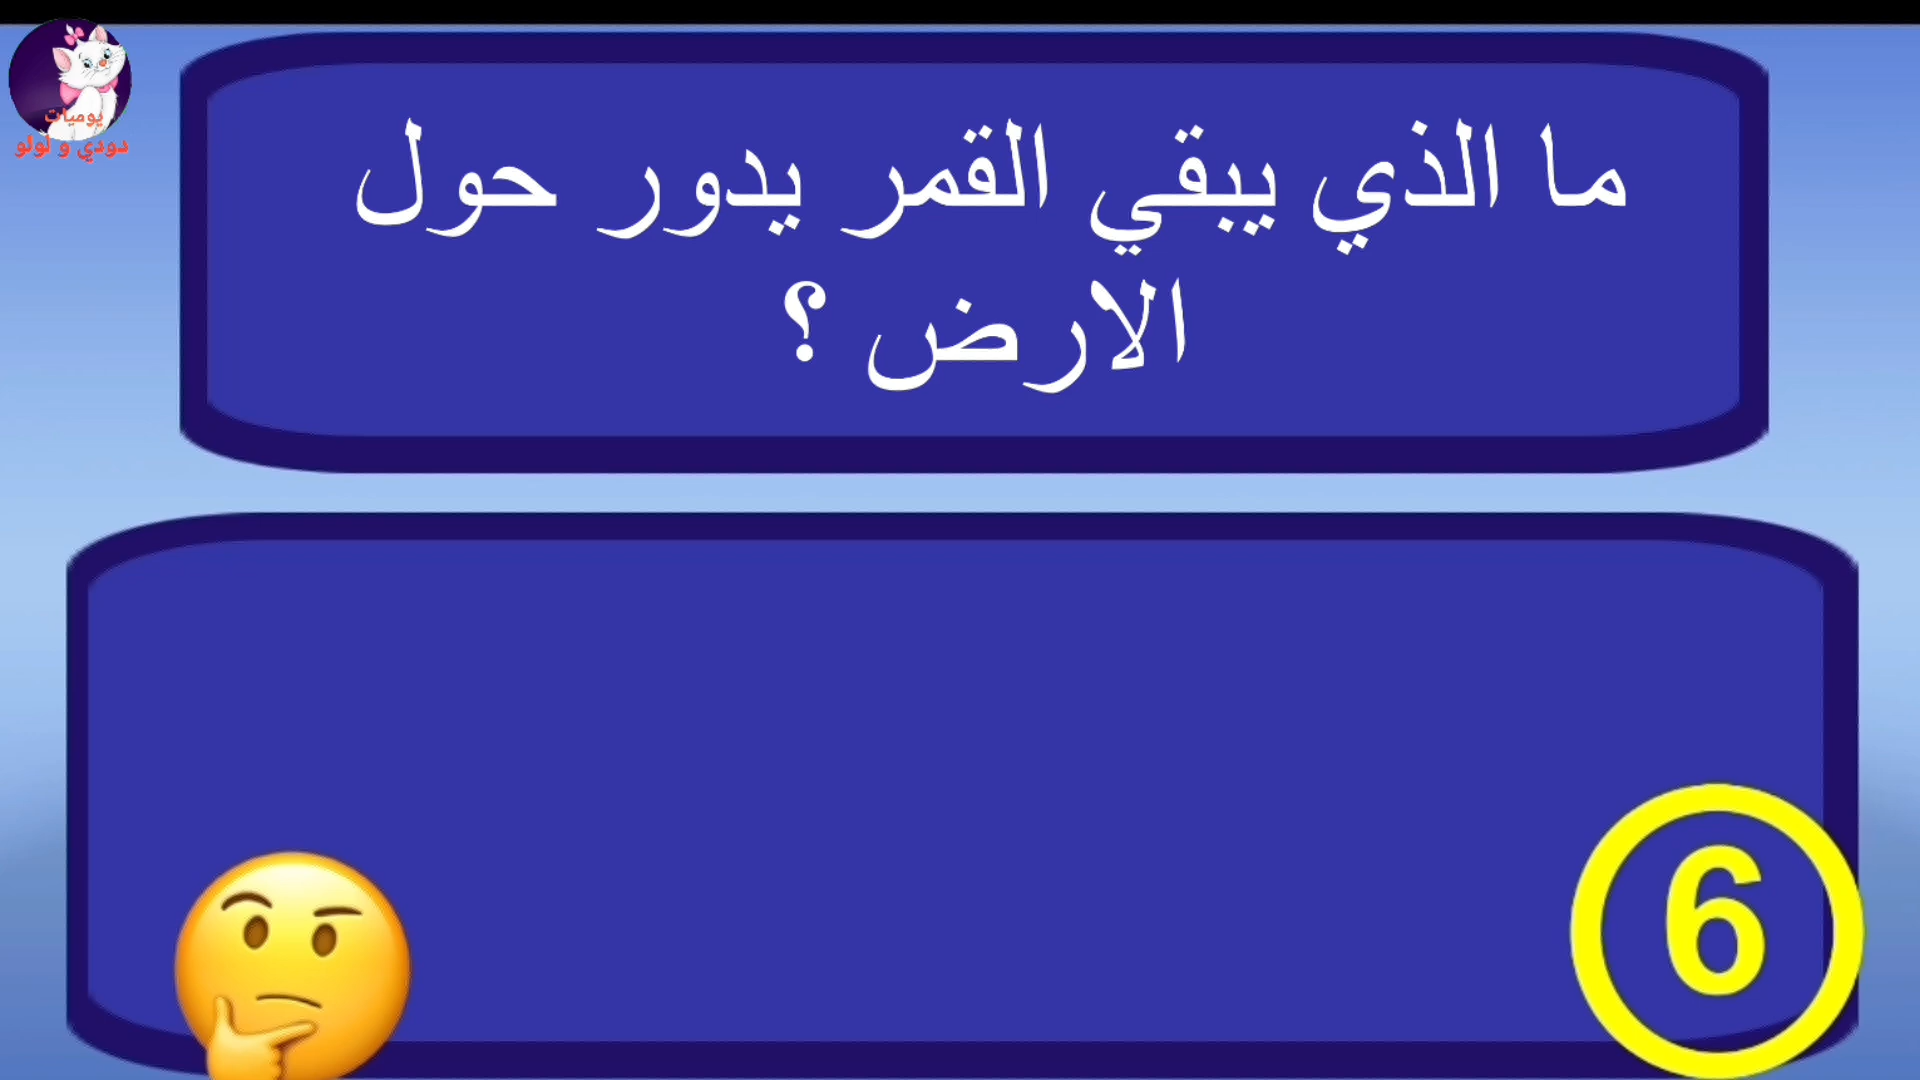 يوميات
دودي و لولو
ما الذي يبقي القمر يدور حول
الارض ؟
6